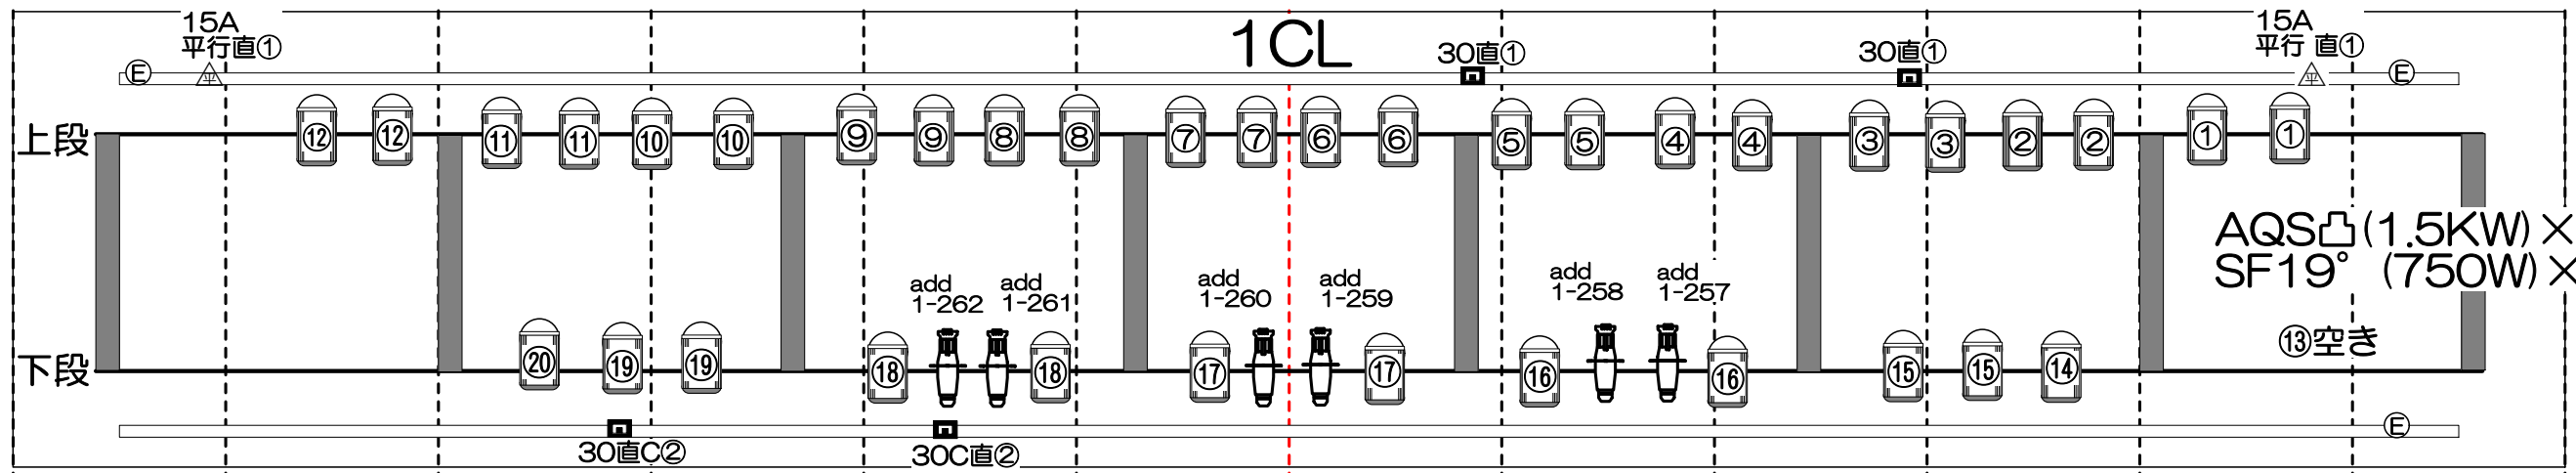 15A
平行直①
1CL
30直①
30直①
15A
平行 直①
Ⓔ
平
平
Ⓔ
上段
⑫ ⑫ ⑪ ⑪ ⑩ ⑩ ⑨ ⑨ ⑧ ⑧ ⑦ ⑦ ⑥ ⑥ ⑤ ⑤ ④ ④ ③ ③ ② ② ① ①
AQS凸(1.5KW)×
SF19° (750W)×
add
1-262
add
1-261
add
1-260
add
1-259
add
1-258
add
1-257
⑬空き
下段
⑳ ⑲ ⑲ ⑱ ⑱ ⑰ ⑰ ⑯ ⑯ ⑮ ⑮ ⑭
Ⓔ
30直C②
30C直②